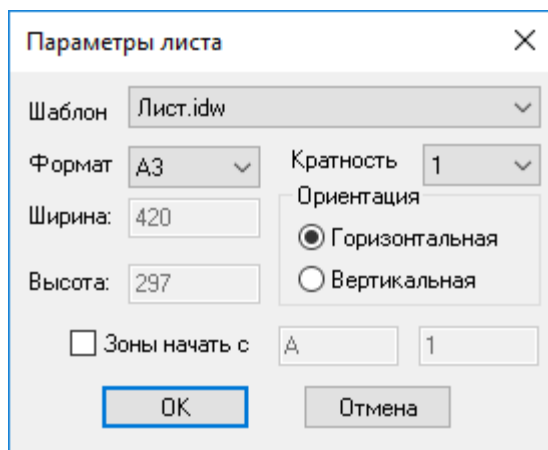 Параметры листа
Шаблон Лист.idw
Формат А3 Кратность 1
Ориентация
Ширина: 420
Горизонтальная
Высота: 297 Вертикальная
Зоны начать с А 1
OK Отмена